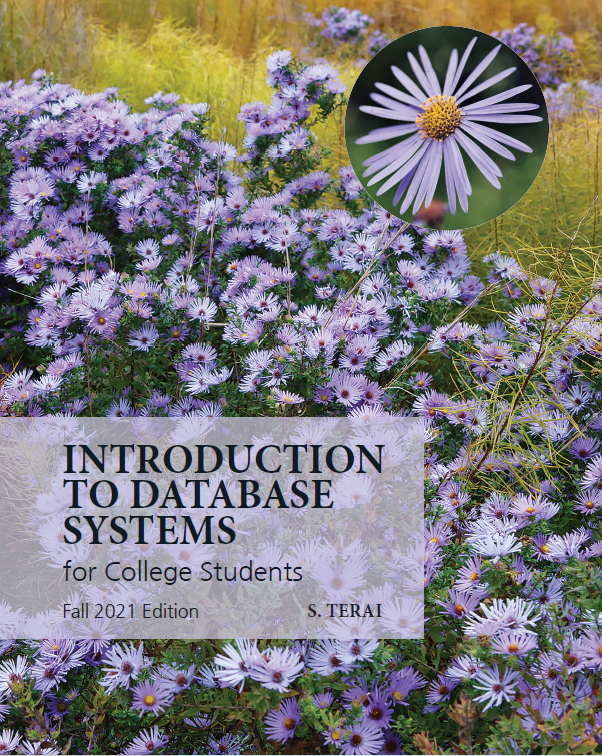 INTRODUCTION
TO DATABASE
SYSTEMS
for College Students
Fall 2021 Edition S. TERAI